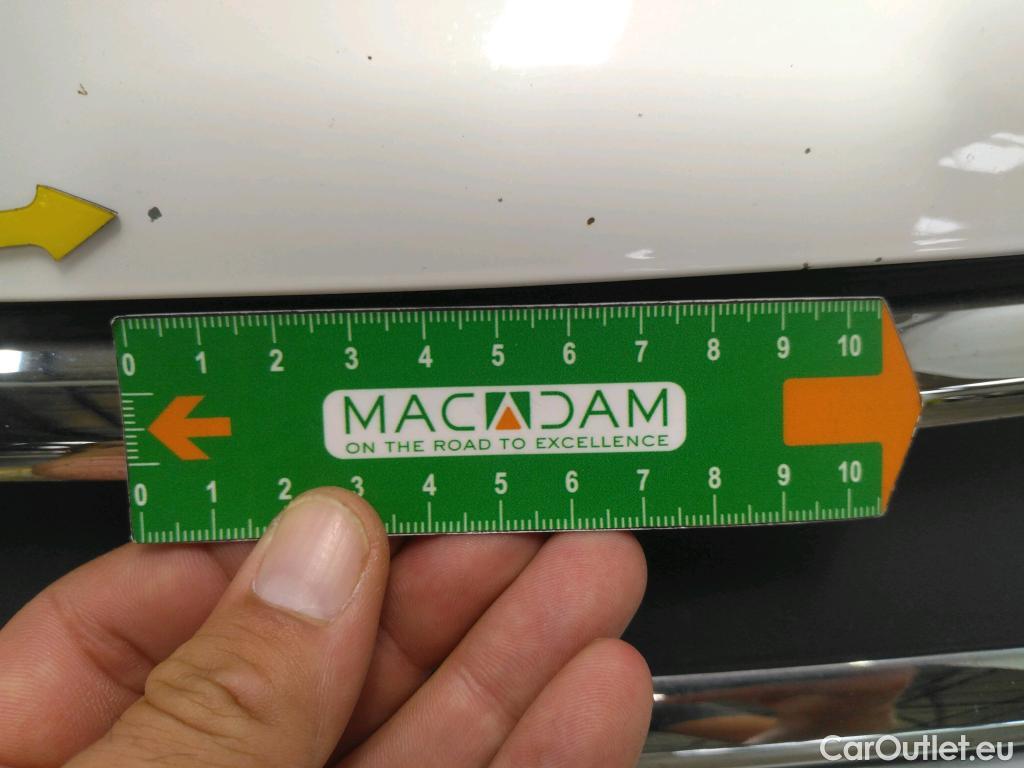 0 1 2 3 4 5 6 7 8 9 10
MACADAM
ON THE ROAD TO EXCELLENCE
0 1 2 3 4 5 6 7 8 9 10
CarOutlet.eu